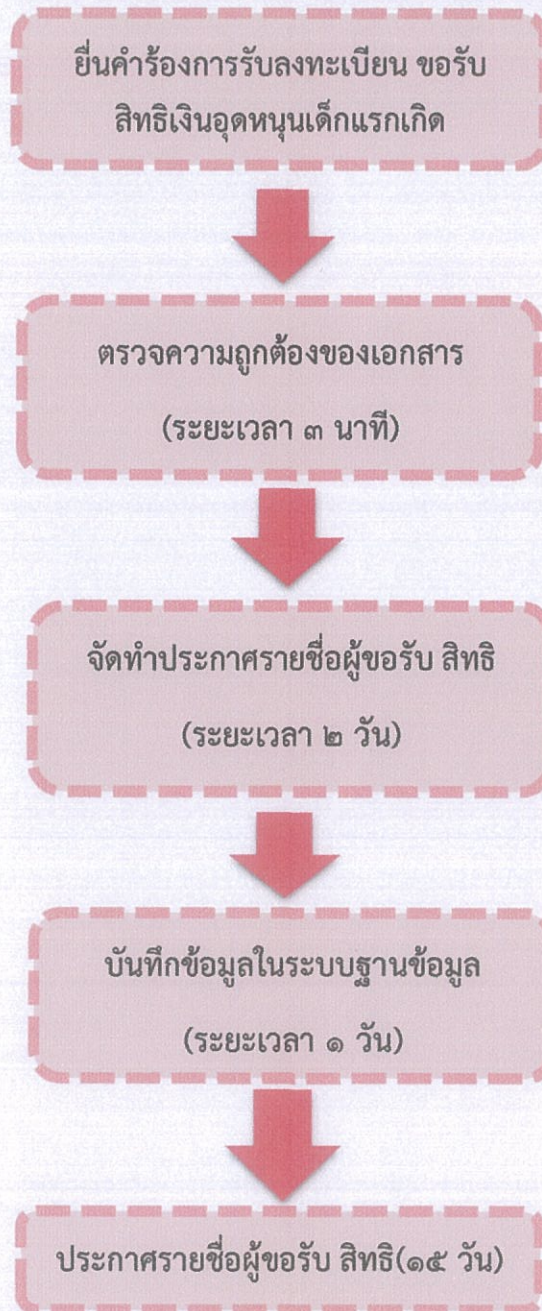 ยื่นคำร้องการรับลงทะเบียน ขอรับ
สิทธิเงินอุดหนุนเด็กแรกเกิด
ตรวจความถูกต้องของเอกสาร
(ระยะเวลา ๓ นาที)
จัดทำประกาศรายชื่อผู้ขอรับ สิทธิ
(ระยะเวลา ๒ วัน)
บันทึกข้อมูลในระบบฐานข้อมูล
(ระยะเวลา ๑ วัน)
ประกาศรายชื่อผู้ขอรับ สิทธิ(๑๕ วัน)